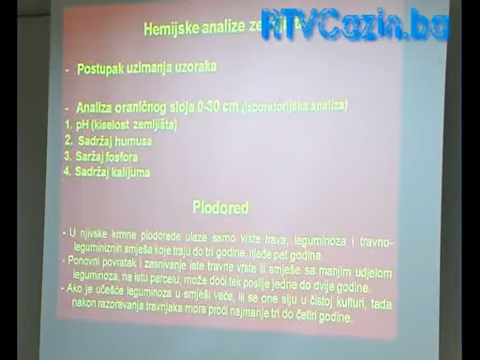 Hemijske analize
RTVCazin.ba
- Postupak uzimanja uzoraka
- Analiza oraničnog sloja 0-30 cm (laboratorijska analiza)
1. pH (kiselost zemljišta)
2. Sadržaj humusa
3. Saržaj fosfora
4. Sadržaj kalijuma
Plodored
- U njivske krmne plodorede ulaze samo vrste trava, leguminoza i travno-
leguminiznih smješa koje traju do tri godine, rijeđe pet godina.
- Ponovni povratak i zasnivanje iste travne vrste ili smješe sa manjim udjelom
leguminoza, na istu parcelu, može doći tek poslije jedne do dvije godine.
- Ako je učešće leguminoza u smješi veće, ili se one siju u čistoj kulturi, tada
nakon razoravanja travnjaka mora proći najmanje tri do četiri godine.